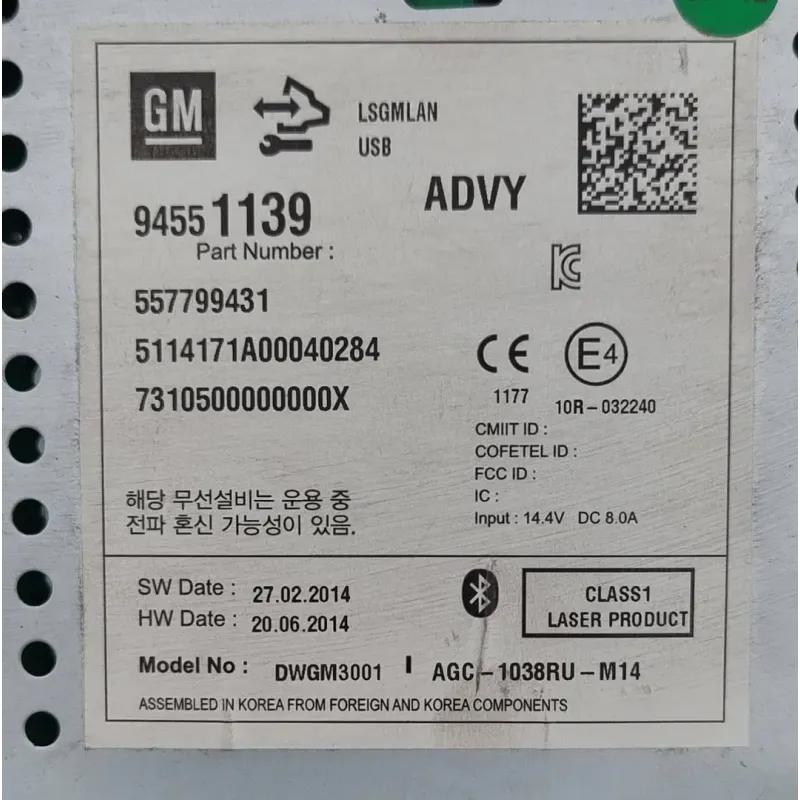 GM
LSGMLAN
USB
ADVY
94551139
Part Number :
557799431
5114171A00040284
7310500000000X
CE
E4
1177
10R-032240
CMIIT ID :
COFETEL ID :
FCC ID :
IC :
Input : 14.4V DC 8.0A
해당 무선설비는 운용 중
전파 혼신 가능성이 있음.
SW Date : 27.02.2014
HW Date : 20.06.2014
CLASS1
LASER PRODUCT
Model No : DWGM3001 I AGC-1038RU-M14
ASSEMBLED IN KOREA FROM FOREIGN AND KOREA COMPONENTS